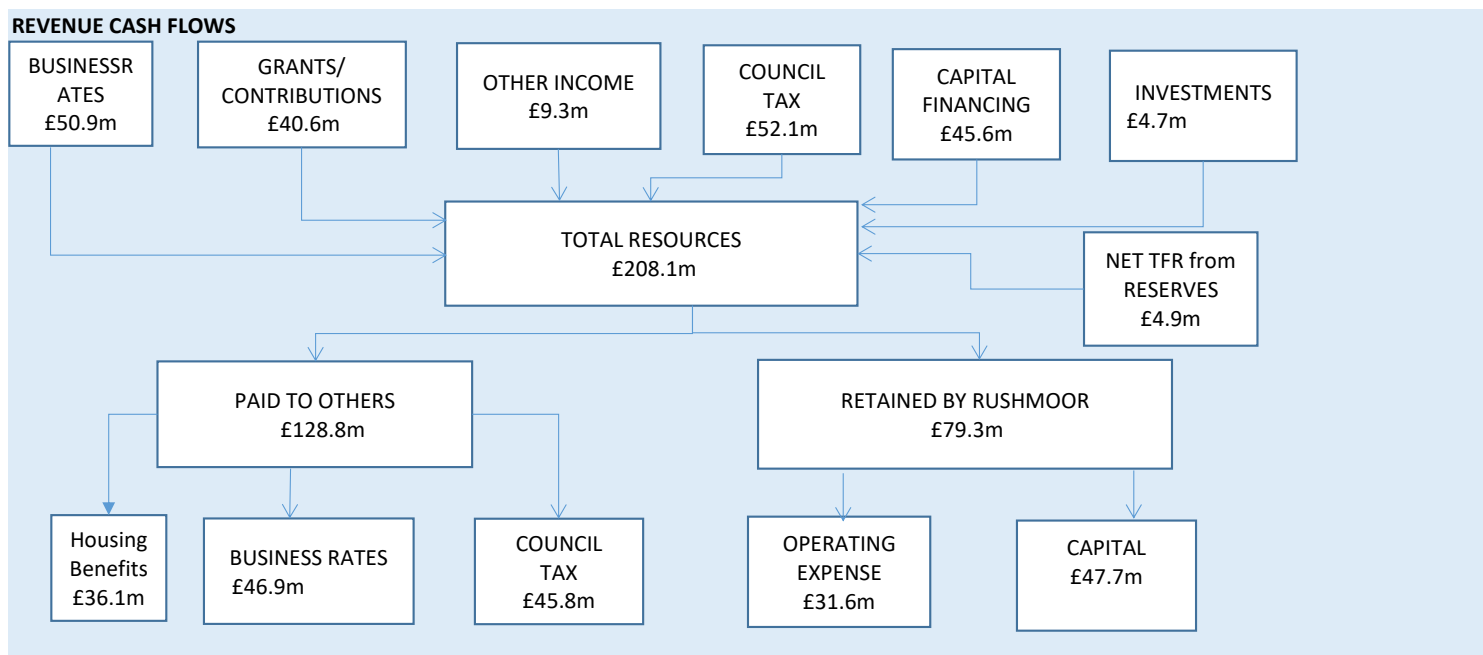 REVENUE CASH FLOWS
BUSINESSR
ATES
£50.9m
GRANTS/
CONTRIBUTIONS
£40.6m
OTHER INCOME
£9.3m
COUNCIL
TAX
£52.1m
CAPITAL
FINANCING
£45.6m
INVESTMENTS
£4.7m
TOTAL RESOURCES
£208.1m
NET TFR from
RESERVES
£4.9m
PAID TO OTHERS
£128.8m
RETAINED BY RUSHMOOR
£79.3m
Housing
Benefits
£36.1m
BUSINESS RATES
£46.9m
COUNCIL
TAX
£45.8m
OPERATING
EXPENSE
£31.6m
CAPITAL
£47.7m